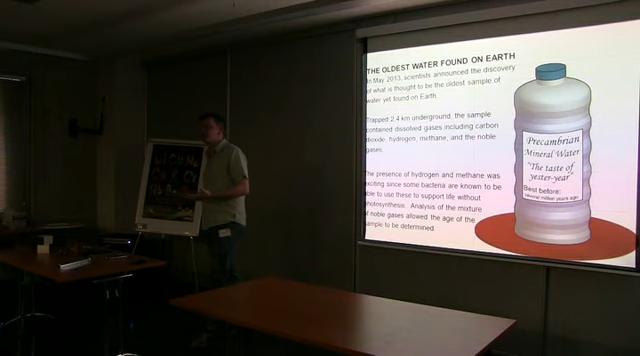 THE OLDEST WATER FOUND ON EARTH
In May 2013, scientists announced the discovery
of what is thought to be the oldest sample of
water yet found on Earth.
Trapped 2.4 km underground, the sample
contained dissolved gases including carbon
dioxide, hydrogen, methane, and the noble
gases.
The presence of hydrogen and methane was
exciting since some bacteria are known to be
able to use these to support life without
photosynthesis. Analysis of the mixture
of noble gases allowed the age of the
sample to be determined.
Precambrian
Mineral Water
"The taste of
yester-year"
Best before:
several million years ago